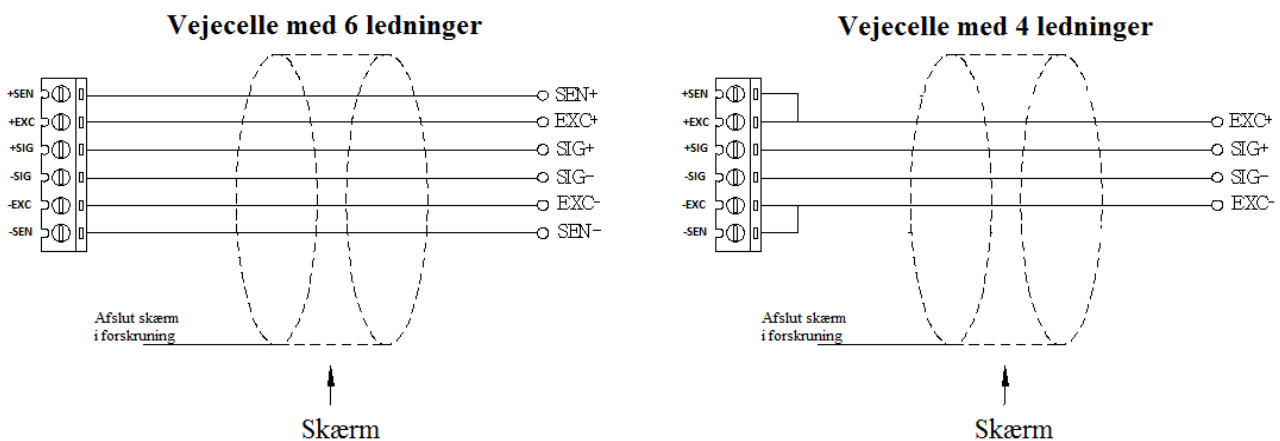 Vejecelle med 6 ledninger
+SEN
+EXC
+SIG
-SIG
-EXC
-SEN
SEN+
EXC+
SIG+
SIG-
EXC-
SEN-
Afslut skærm
i forskruning
Skærm
Vejecelle med 4 ledninger
+SEN
+EXC
+SIG
-SIG
-EXC
-SEN
EXC+
SIG+
SIG-
EXC-
Afslut skærm
i forskruning
Skærm